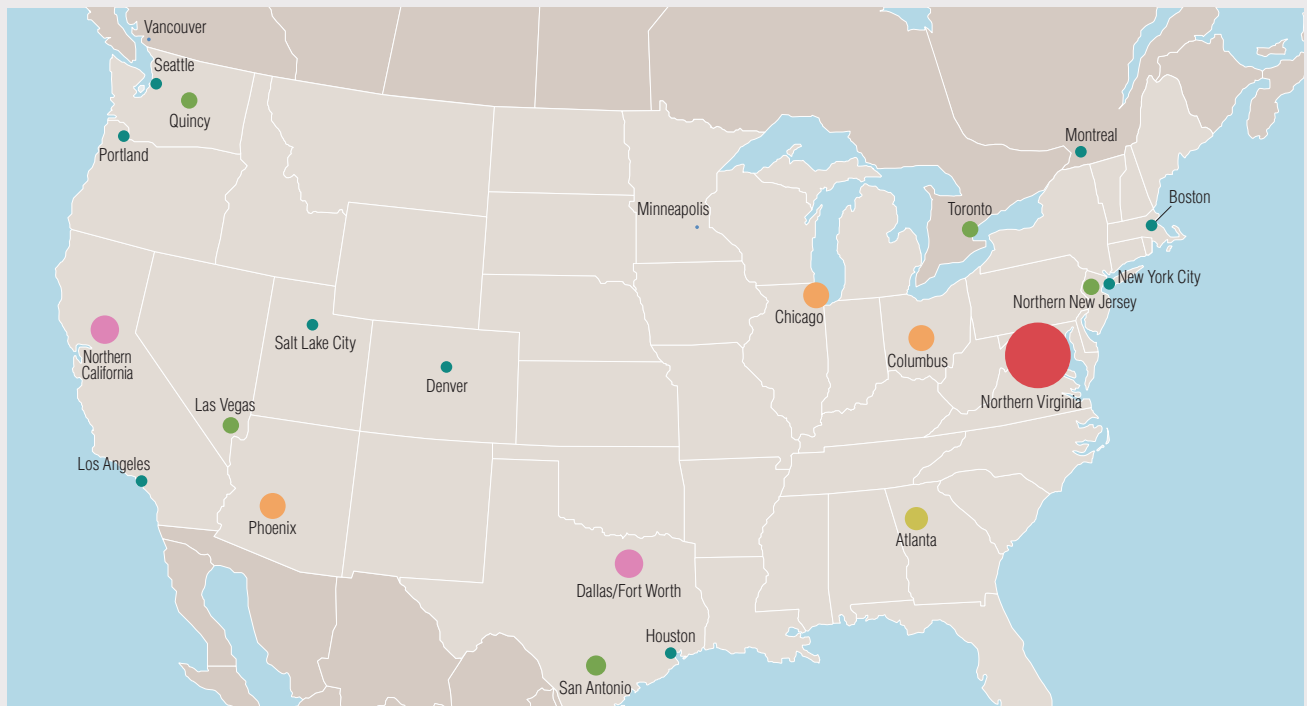 Vancouver
Seattle
Quincy
Portland
Montreal
Minneapolis
Toronto
Boston
New York City
Northern New Jersey
Chicago
Salt Lake City
Northern
California
Columbus
Denver
Northern Virginia
Las Vegas
Los Angeles
Phoenix
Atlanta
Dallas/Fort Worth
Houston
San Antonio